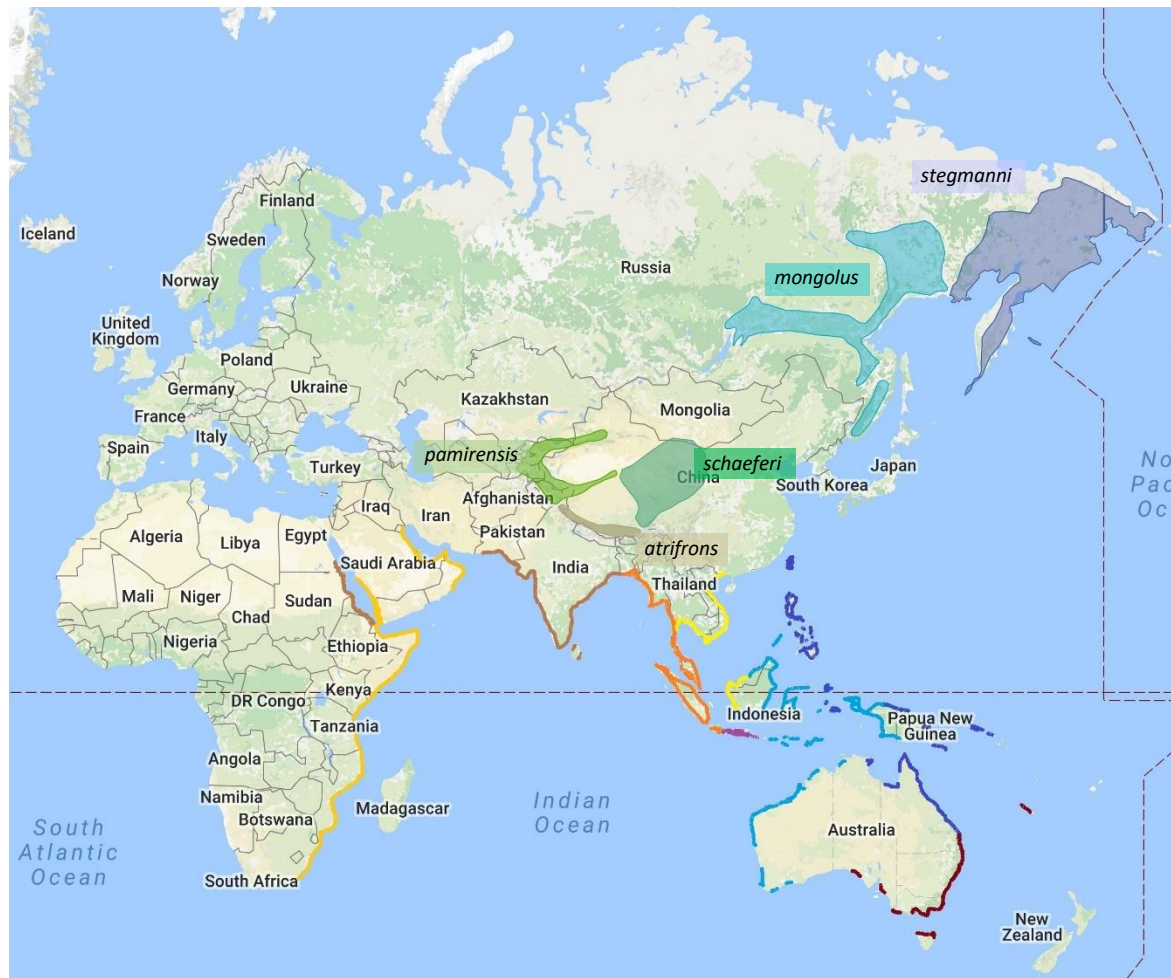 stegmanni
Finland
Iceland
Sweden
Norway
Russia
mongolus
United
Kingdom
Poland
Germany
Ukraine
France
Kazakhstan
Mongolia
Italy
Spain
pamirensis
schaeferi
Turkey
China
Japan
South Korea
No
Pac
Oc
Afghanistan
Iraq
Iran
Algeria
Libya
Egypt
Pakistan
atrifrons
Saudi Arabia
India
Thailand
Mali
Niger
Sudan
Chad
Nigeria
Ethiopia
Kenya
DR Congo
Indonesia
Papua New
Guinea
Tanzania
Angola
Namibia
Botswana
Madagascar
Indian
Ocean
Australia
South
Atlantic
Ocean
South Africa
New
Zealand